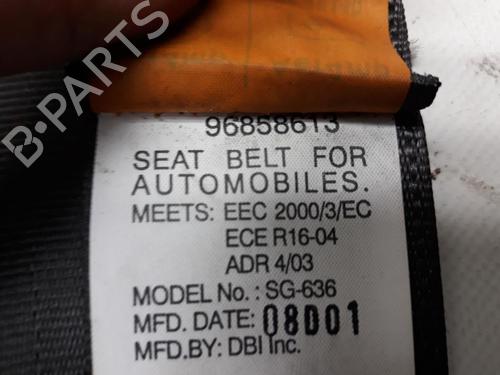 96858613
SEAT BELT FOR
AUTOMOBILES.
MEETS: EEC 2000/3/EC
ECE R16-04
ADR 4/03
MODEL No.: SG-636
MFD. DATE: 08D01
MFD.BY: DBI Inc.